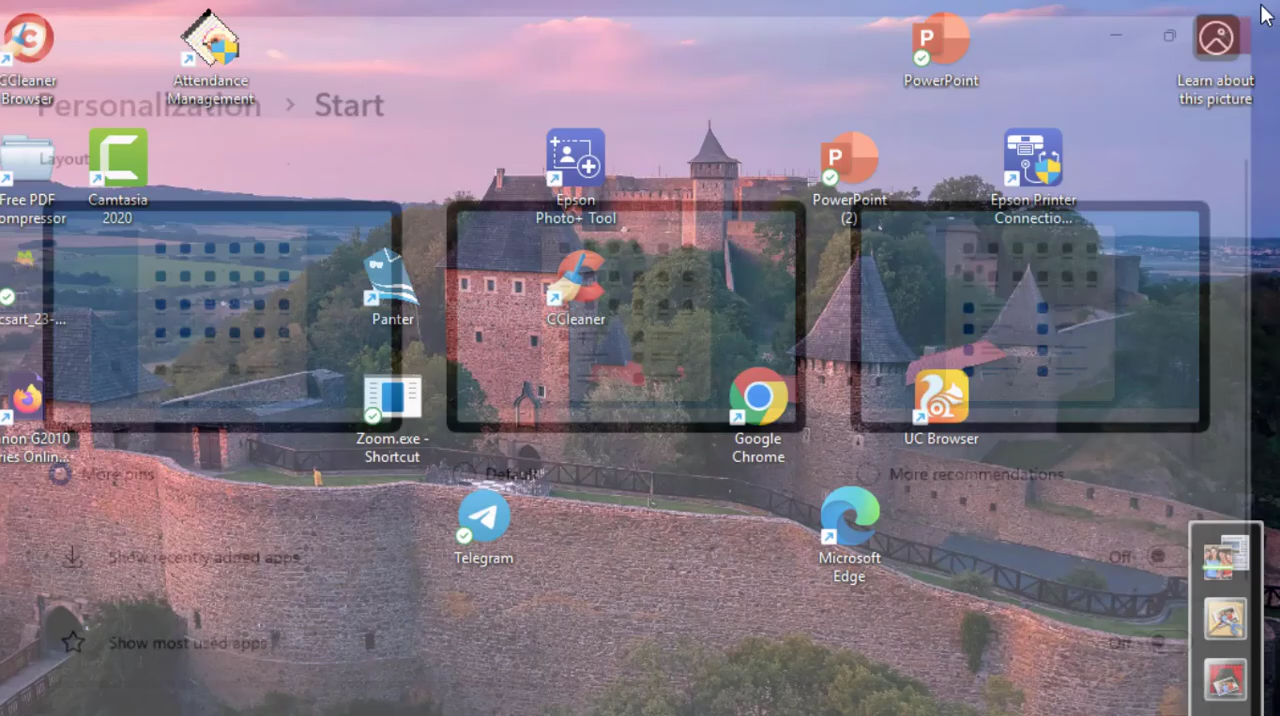 CCleaner
Browser
Attendance
Management
PowerPoint
Learn about
this picture
Personalization > Start
Layout
Free PDF
ompressor
Camtasia
2020
Epson
Photo+ Tool
PowerPoint
(2)
Epson Printer
Connectio...
csart_23-...
Panter
CCleaner
non G2010
ries Onlin...
Zoom.exe -
Shortcut
Google
Chrome
UC Browser
More pins
Default
More recommendations
Telegram
Microsoft
Edge
Show recently added apps
Off
Show most used apps
Off